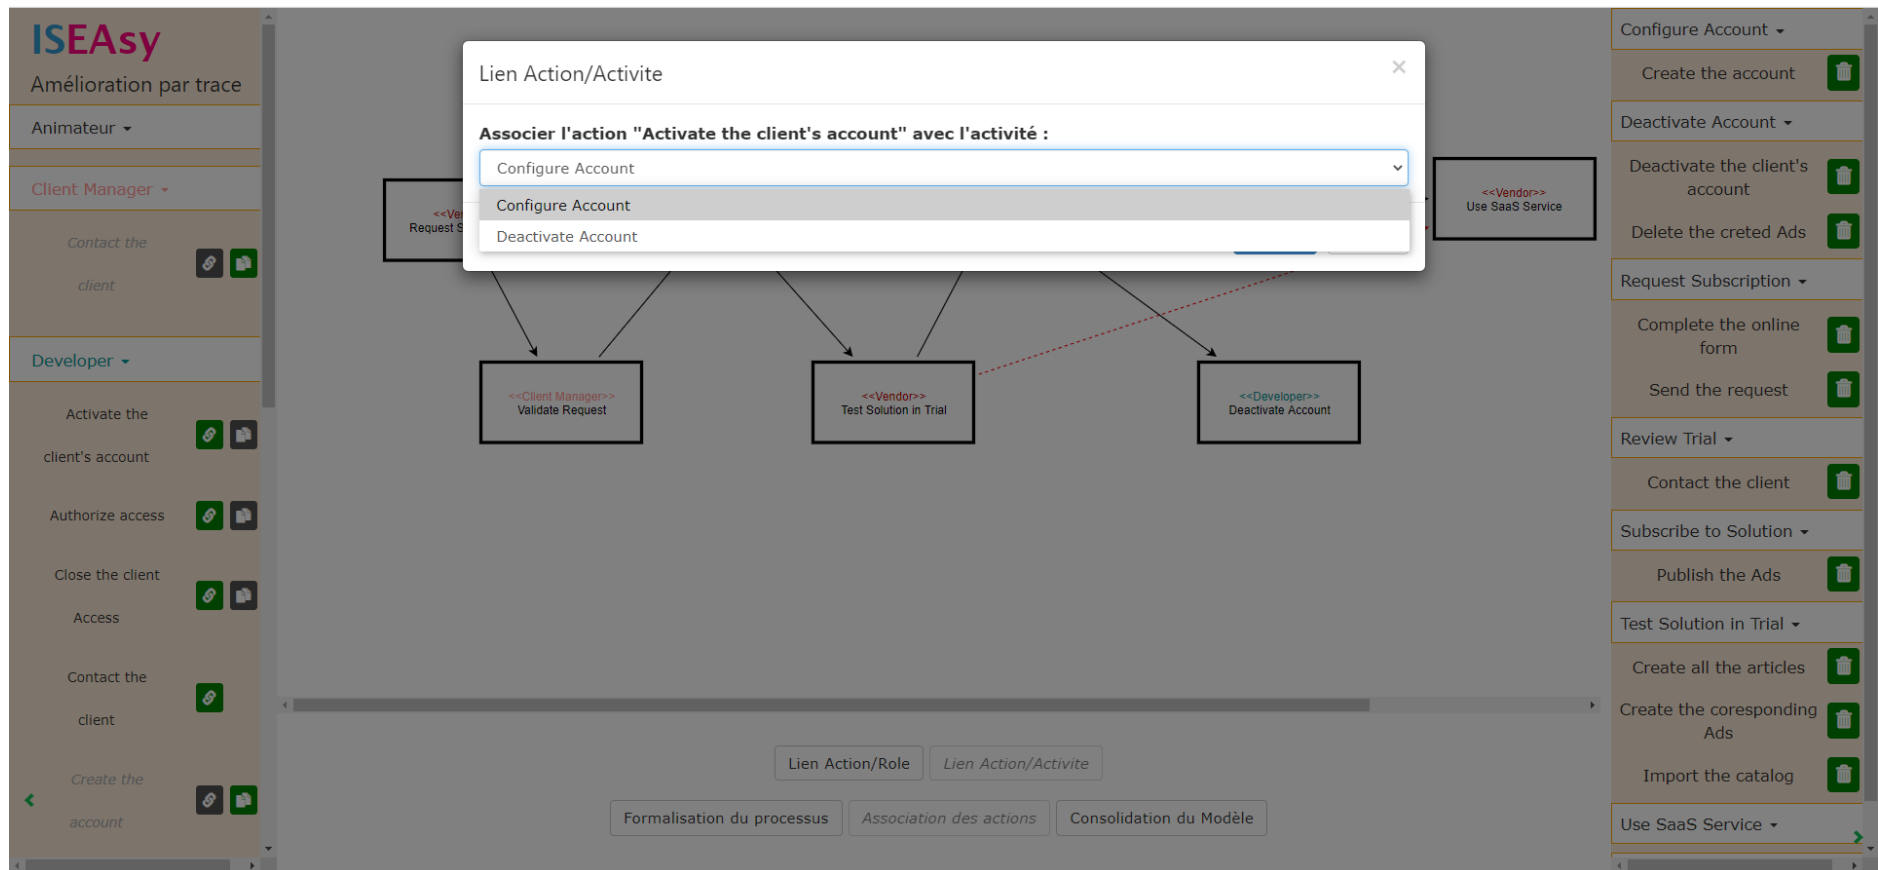 ISEAsy
Amélioration par trace
Animateur
Client Manager
Contact the
client
Developer
Activate the
client's account
Authorize access
Close the client
Access
Contact the
client
Create the
account
Lien Action/Activite
×
Associer l'action "Activate the client's account" avec l'activité :
Configure Account
Configure Account
Deactivate Account
Request
<<Vendor>>
Use SaaS Service
<<Client Manager>>
Validate Request
<<Vendor>>
Test Solution in Trial
<<Developer>>
Deactivate Account
Lien Action/Role
Lien Action/Activite
Formalisation du processus
Association des actions
Consolidation du Modèle
Configure Account
Create the account
Deactivate Account
Deactivate the client's
account
Delete the creted Ads
Request Subscription
Complete the online
form
Send the request
Review Trial
Contact the client
Subscribe to Solution
Publish the Ads
Test Solution in Trial
Create all the articles
Create the coresponding
Ads
Import the catalog
Use SaaS Service